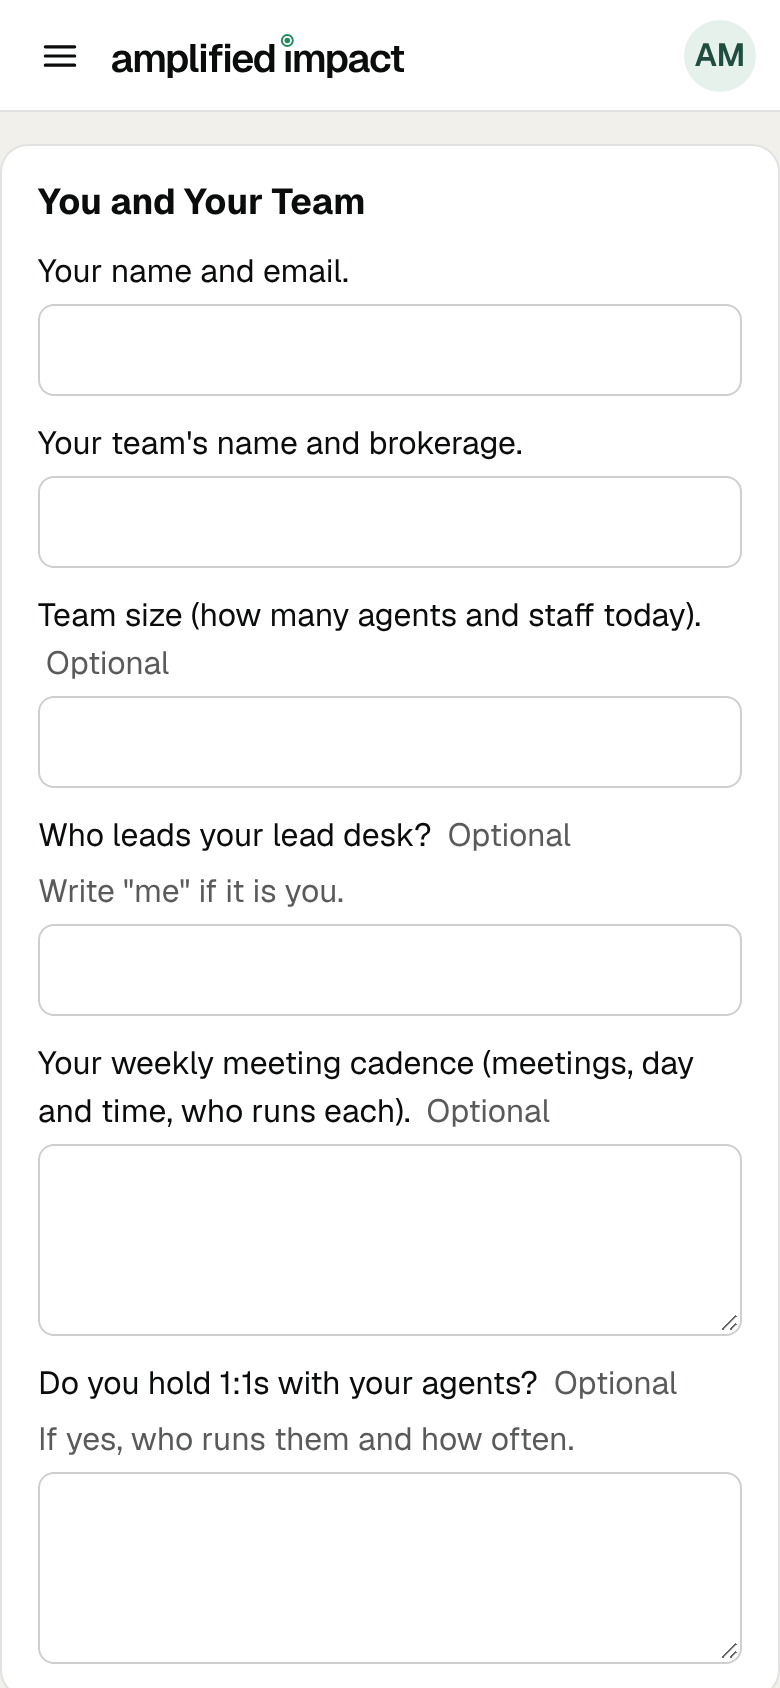 amplified impact
AM
You and Your Team
Your name and email.
Your team's name and brokerage.
Team size (how many agents and staff today).
Optional
Who leads your lead desk? Optional
Write "me" if it is you.
Your weekly meeting cadence (meetings, day
and time, who runs each). Optional
Do you hold 1:1s with your agents? Optional
If yes, who runs them and how often.